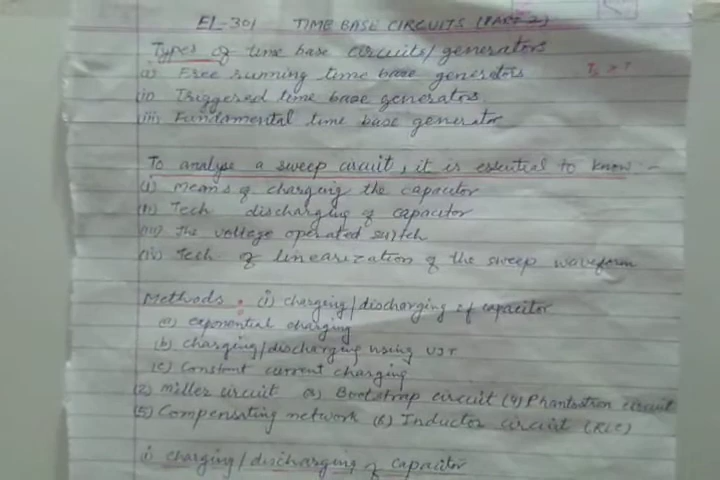 EL-301 TIME BASE CIRCUITS (PART 2)
Types of time base circuits/generators
(i) Free running time base generators
(ii) Triggered time base generators
(iii) Fundamental time base generator
To analyse a sweep circuit, it is essential to know:-
(i) means of charging the capacitor
(ii) Tech discharging of capacitor
(iii) The voltage operated switch
(iv) Tech of linearization of the sweep waveform
Methods : (i) charging/discharging of capacitor
(a) exponential charging
(b) charging/discharging using UJT
(c) Constant current charging
(2) Miller circuit (3) Bootstrap circuit (4) Phantastron circuit
(5) Compensating network (6) Inductor circuit (RLC)
(i) charging/discharging of capacitor